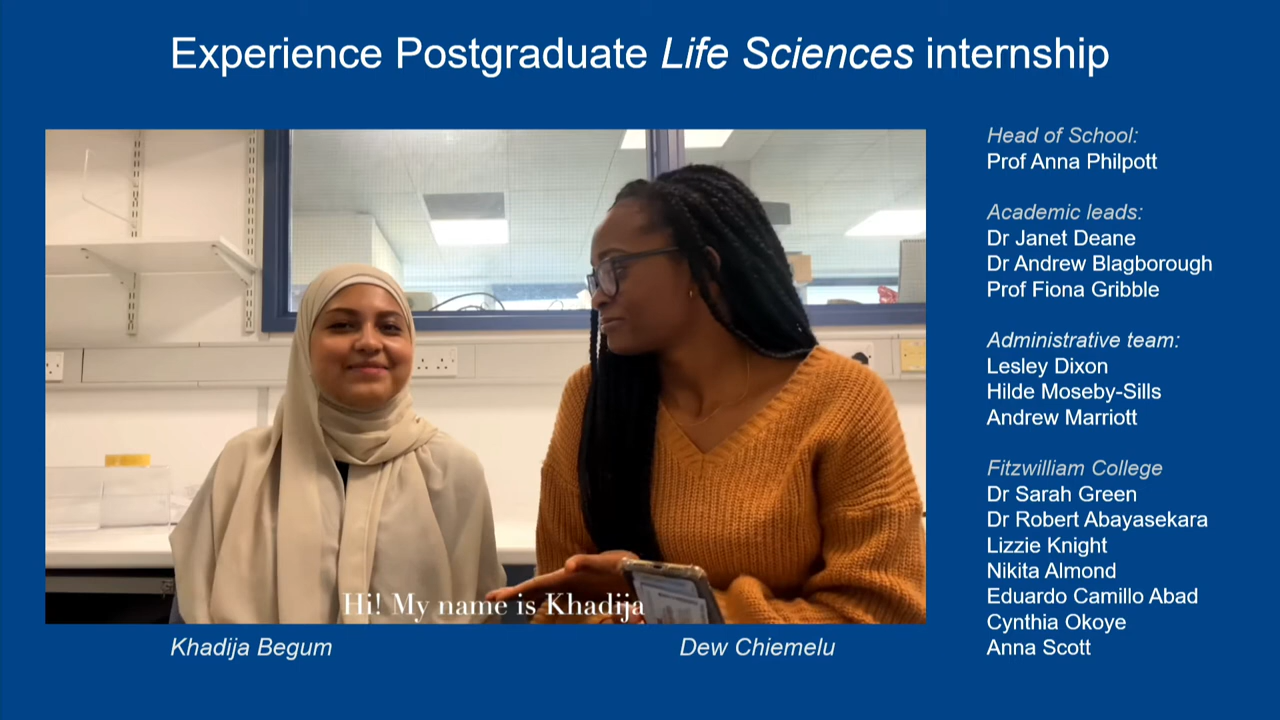 Experience Postgraduate Life Sciences internship
Hi! My name is Khadija
Khadija Begum
Dew Chiemelu
Head of School:
Prof Anna Philpott
Academic leads:
Dr Janet Deane
Dr Andrew Blagborough
Prof Fiona Gribble
Administrative team:
Lesley Dixon
Hilde Moseby-Sills
Andrew Marriott
Fitzwilliam College
Dr Sarah Green
Dr Robert Abayasekara
Lizzie Knight
Nikita Almond
Eduardo Camillo Abad
Cynthia Okoye
Anna Scott